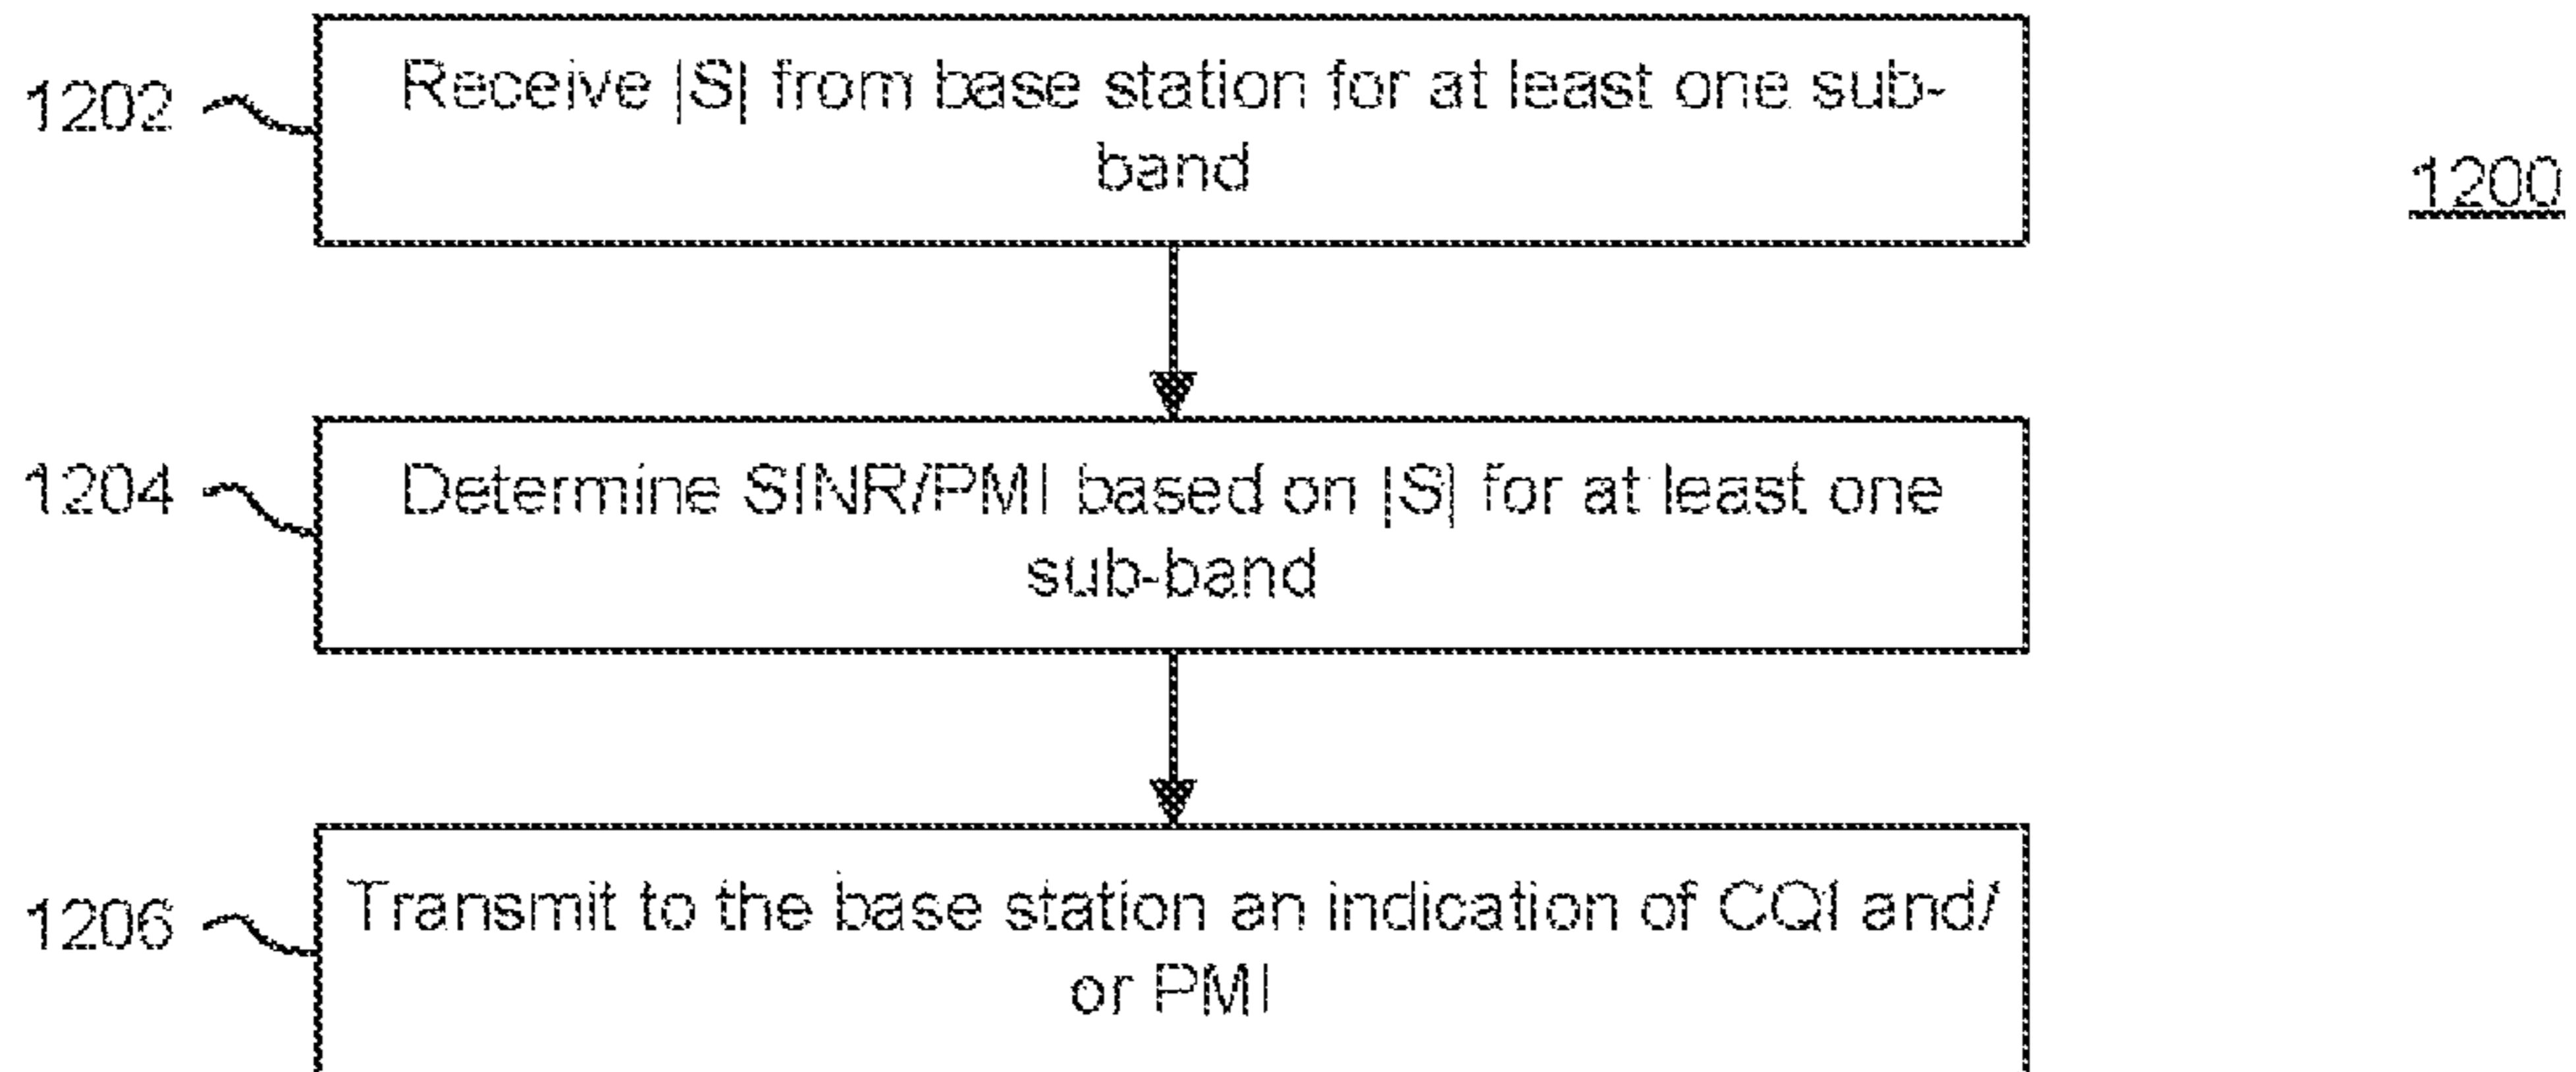 1202
Receive |S| from base station for at least one sub-
band
1200
1204
Determine SINR/PMI based on |S| for at least one
sub-band
1206
Transmit to the base station an indication of CQI and/
or PMI